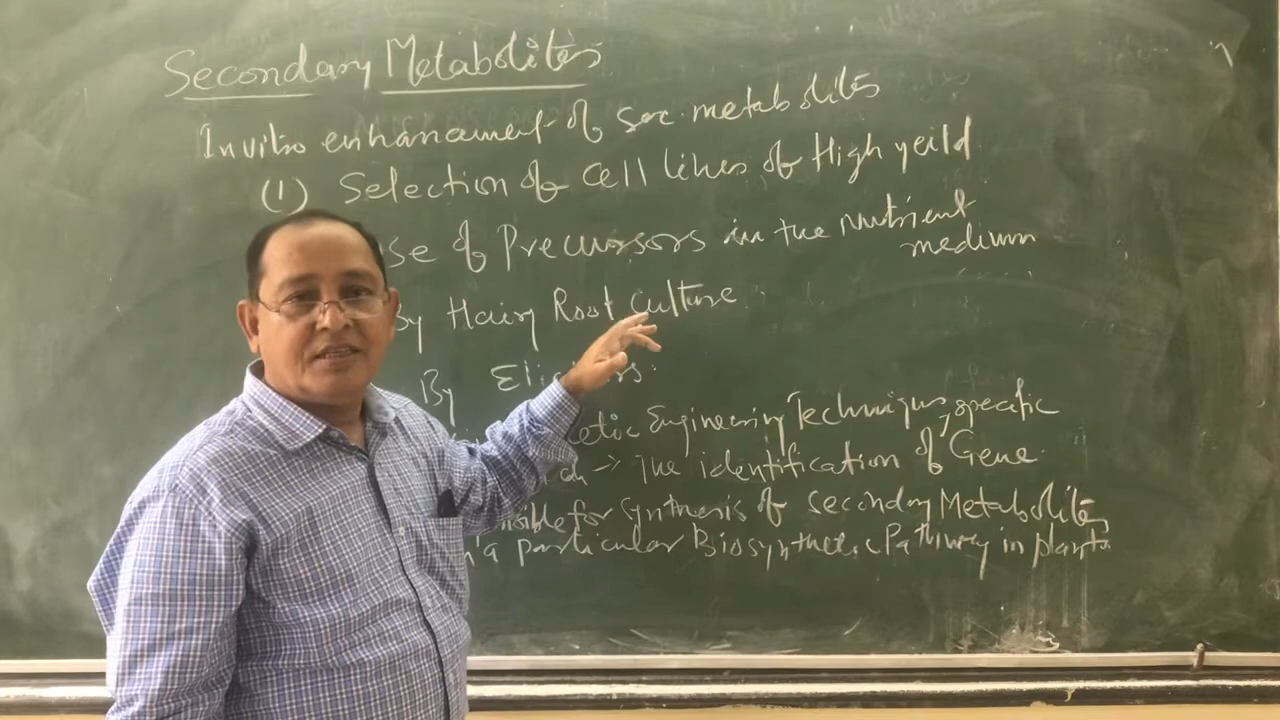 Secondary Metabolites
Invitro enhancement of sec. metabolites
(1) Selection of Cell lines of High yeild
se of Precursors in the Nutrient
medium
By Hairy Root Culture
By Eli rs.
etic Engineering Techniques, specific
→ The identification of Gene
sible for Synthesis of Secondary Metabolites
n a particular Biosynthetic Pathway in plants